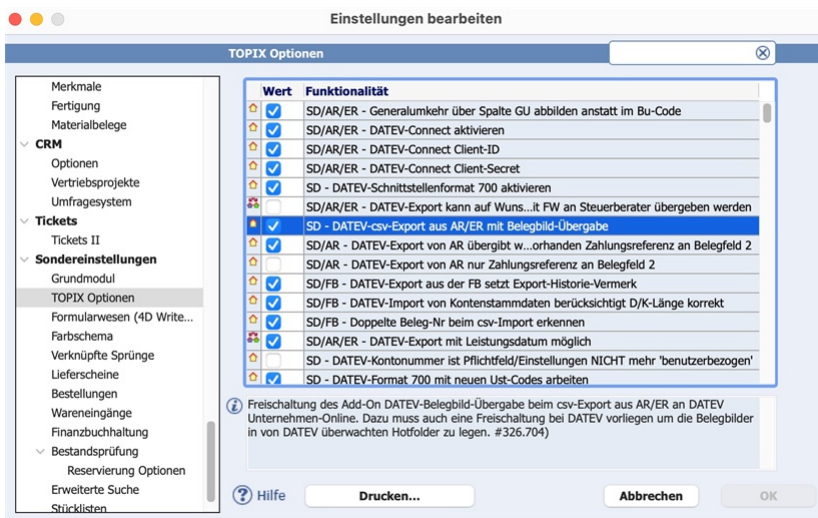 Einstellungen bearbeiten
TOPIX Optionen
Merkmale
Fertigung
Materialbelege
CRM
Optionen
Vertriebsprojekte
Umfragesystem
Tickets
Tickets II
Sondereinstellungen
Grundmodul
TOPIX Optionen
Formularwesen (4D Write...
Farbschema
Verknüpfte Sprünge
Lieferscheine
Bestellungen
Wareneingänge
Finanzbuchhaltung
Bestandsprüfung
Reservierung Optionen
Erweiterte Suche
Stücklisten
Wert Funktionalität
SD/AR/ER - Generalumkehr über Spalte GU abbilden anstatt im Bu-Code
SD/AR/ER - DATEV-Connect aktivieren
SD/AR/ER - DATEV-Connect Client-ID
SD/AR/ER - DATEV-Connect Client-Secret
SD - DATEV-Schnittstellenformat 700 aktivieren
SD/AR/ER - DATEV-Export kann auf Wuns...it FW an Steuerberater übergeben werden
SD - DATEV-csv-Export aus AR/ER mit Belegbild-Übergabe
SD/AR - DATEV-Export von AR übergibt w...orhanden Zahlungsreferenz an Belegfeld 2
SD/AR - DATEV-Export von AR nur Zahlungsreferenz an Belegfeld 2
SD/FB - DATEV-Export aus der FB setzt Export-Historie-Vermerk
SD/FB - DATEV-Import von Kontenstammdaten berücksichtigt D/K-Länge korrekt
SD/FB - Doppelte Beleg-Nr beim csv-Import erkennen
SD/AR/ER - DATEV-Export mit Leistungsdatum möglich
SD - DATEV-Kontonummer ist Pflichtfeld/Einstellungen NICHT mehr 'benutzerbezogen'
SD - DATEV-Format 700 mit neuen Ust-Codes arbeiten
Freischaltung des Add-On DATEV-Belegbild-Übergabe beim csv-Export aus AR/ER an DATEV
Unternehmen-Online. Dazu muss auch eine Freischaltung bei DATEV vorliegen um die Belegbilder
in von DATEV überwachten Hotfolder zu legen. #326.704)
Hilfe
Drucken...
Abbrechen
OK